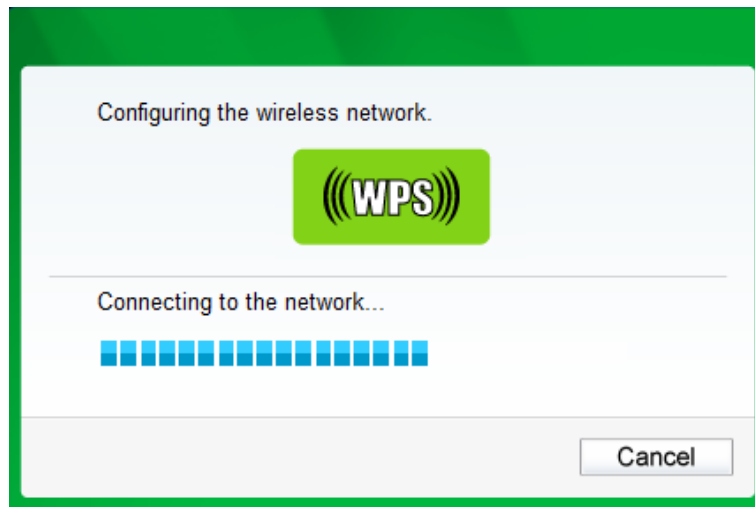 Configuring the wireless network.
WPS
Connecting to the network...
Cancel